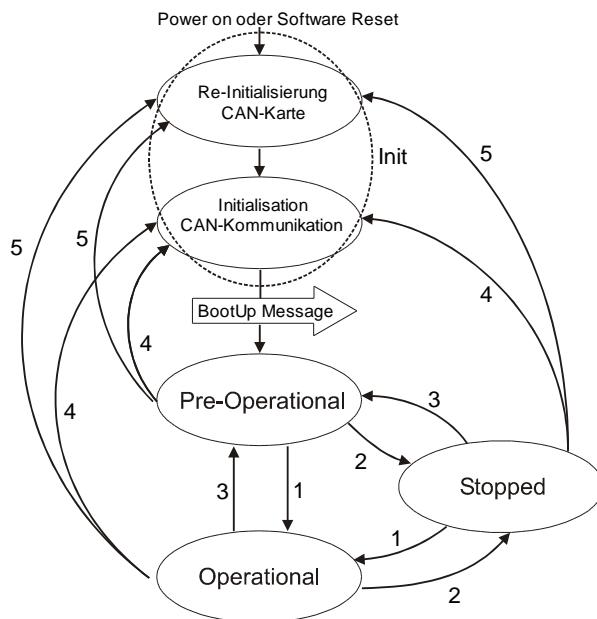 Power on oder Software Reset
Re-Initialisierung
CAN-Karte
5
Init
Initialisation
CAN-Kommunikation
5
5
4
BootUp Message
4
4
Pre-Operational
3
2
3
1
Stopped
1
Operational
2